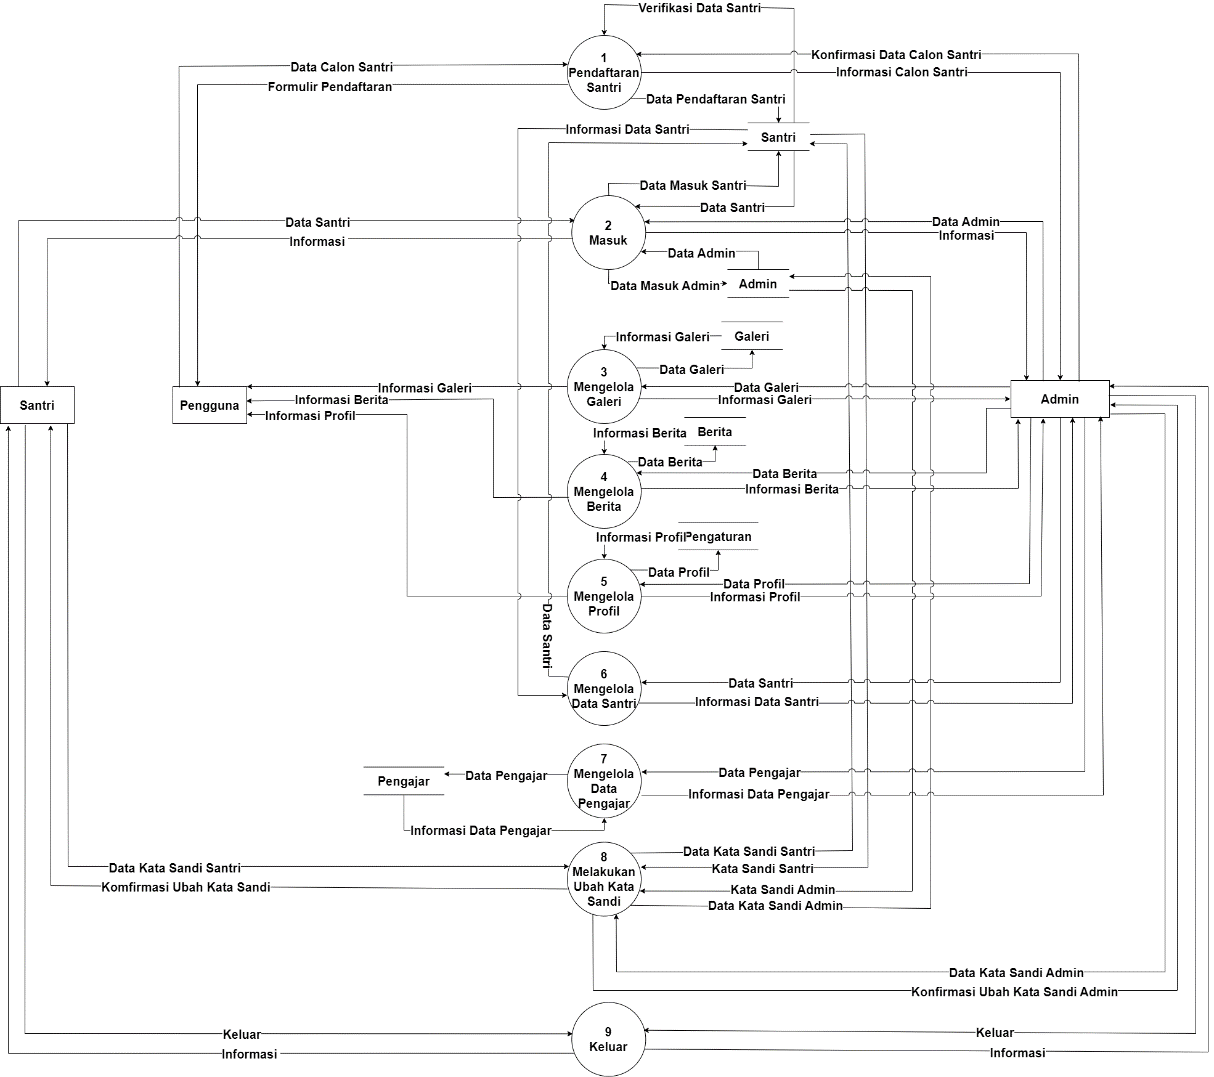 Verifikasi Data Santri
1
Pendaftaran
Santri
Konfirmasi Data Calon Santri
Data Calon Santri
Informasi Calon Santri
Formulir Pendaftaran
Data Pendaftaran Santri
Informasi Data Santri
Santri
Data Masuk Santri
Data Santri
Data Santri
2
Masuk
Informasi
Data Admin
Informasi
Data Admin
Data Masuk Admin
Admin
Informasi Galeri
Galeri
3
Mengelola
Galeri
Data Galeri
Informasi Galeri
Data Galeri
Informasi Galeri
Informasi Berita
Informasi Profil
Santri
Pengguna
Admin
Informasi Berita
Berita
Data Berita
4
Mengelola
Berita
Data Berita
Informasi Berita
Informasi Profil
Pengaturan
Data Profil
5
Mengelola
Profil
Data Profil
Informasi Profil
Data Santri
6
Mengelola
Data Santri
Data Santri
Informasi Data Santri
7
Mengelola
Data
Pengajar
Pengajar
Data Pengajar
Data Pengajar
Informasi Data Pengajar
Informasi Data Pengajar
8
Melakukan
Ubah Kata
Sandi
Data Kata Sandi Santri
Data Kata Sandi Santri
Kata Sandi Santri
Komfirmasi Ubah Kata Sandi
Kata Sandi Admin
Data Kata Sandi Admin
Data Kata Sandi Admin
Konfirmasi Ubah Kata Sandi Admin
9
Keluar
Keluar
Keluar
Informasi
Informasi